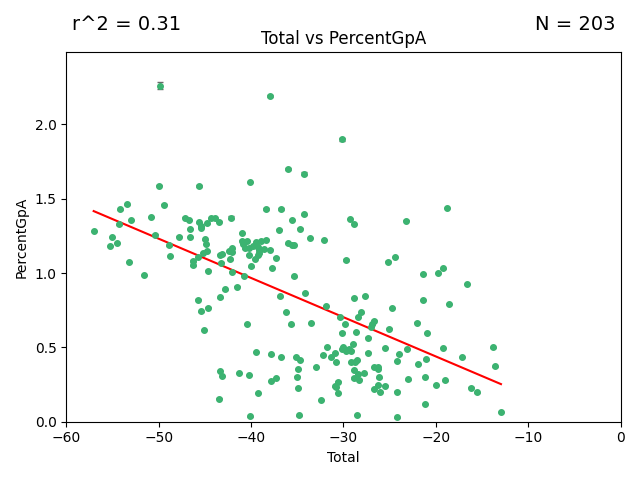 r^2 = 0.31
N = 203
Total vs PercentGpA
PercentGpA
2.0
1.5
1.0
0.5
0.0
−60
−50
−40
−30
−20
−10
0
Total